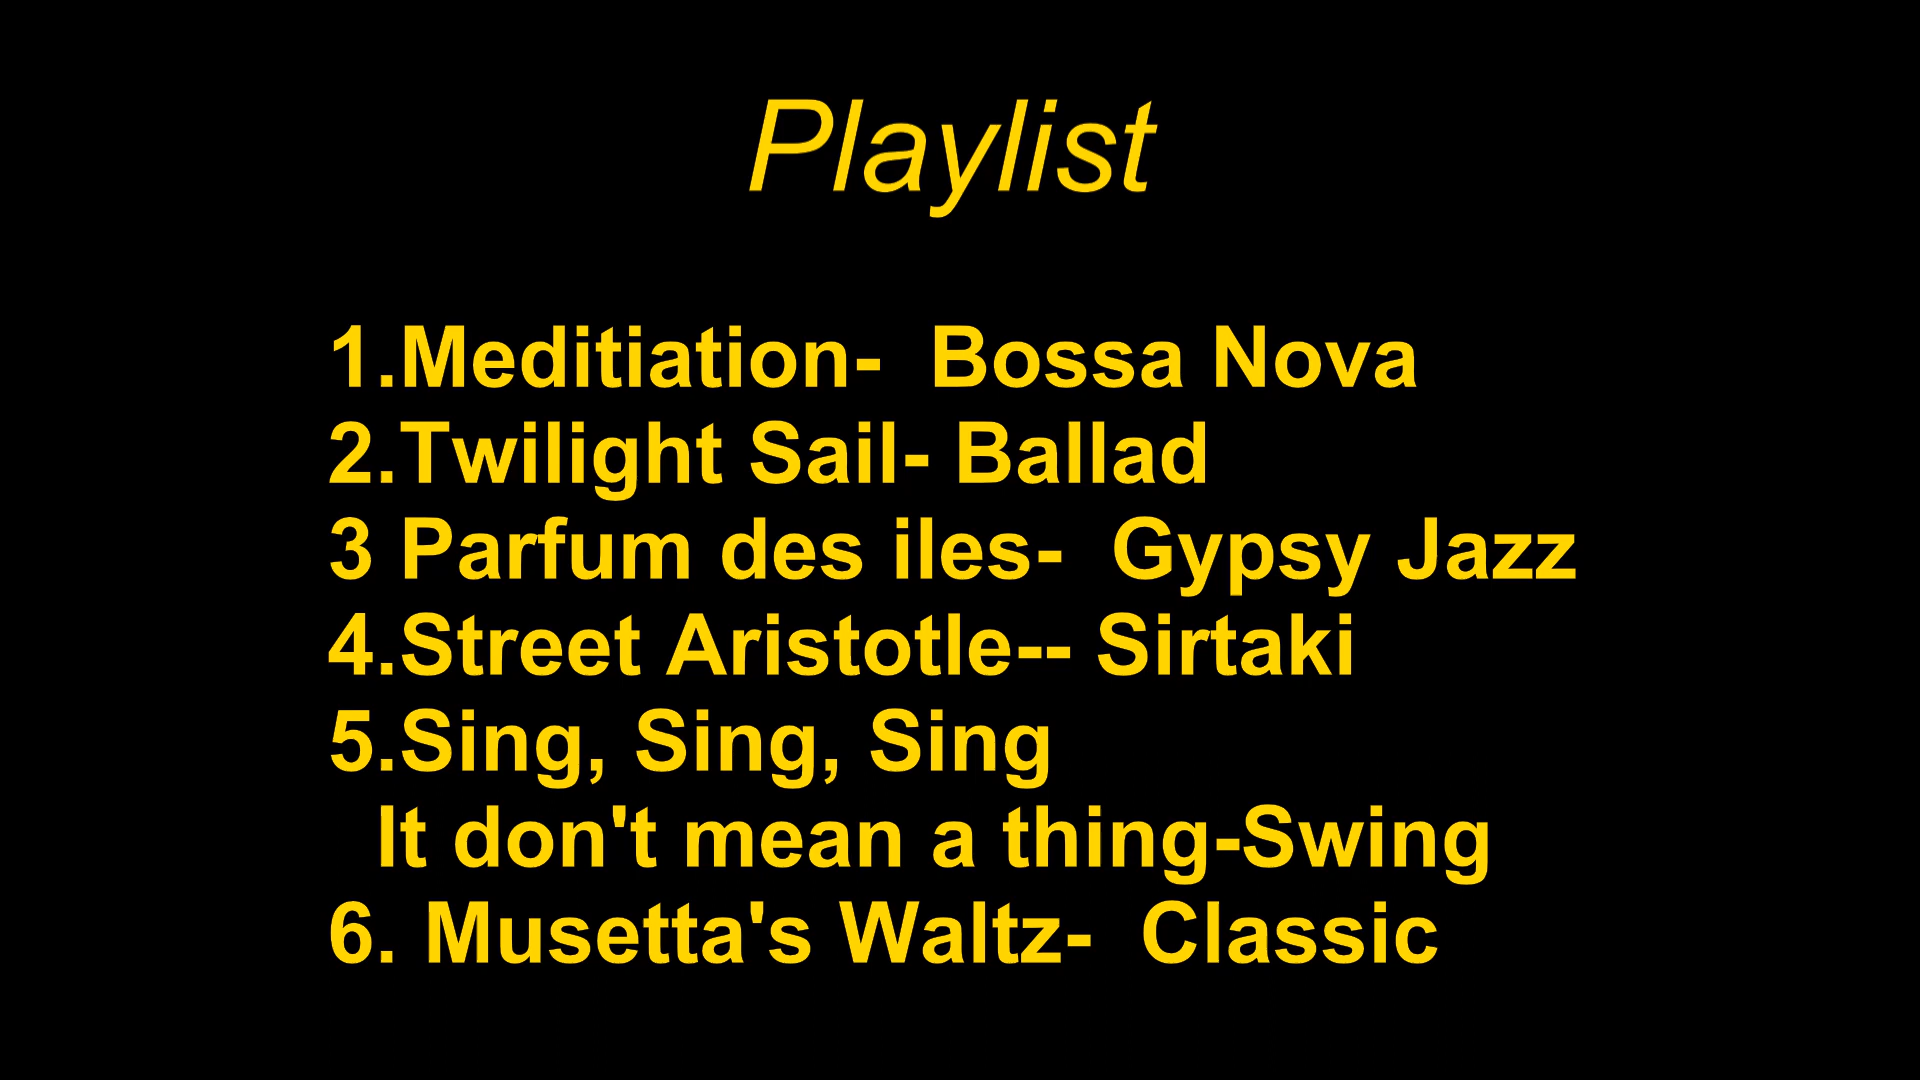 Playlist
1.Meditiation-  Bossa Nova
2.Twilight Sail- Ballad
3 Parfum des iles-  Gypsy Jazz
4.Street Aristotle-- Sirtaki
5.Sing, Sing, Sing
It don't mean a thing-Swing
6. Musetta's Waltz-  Classic